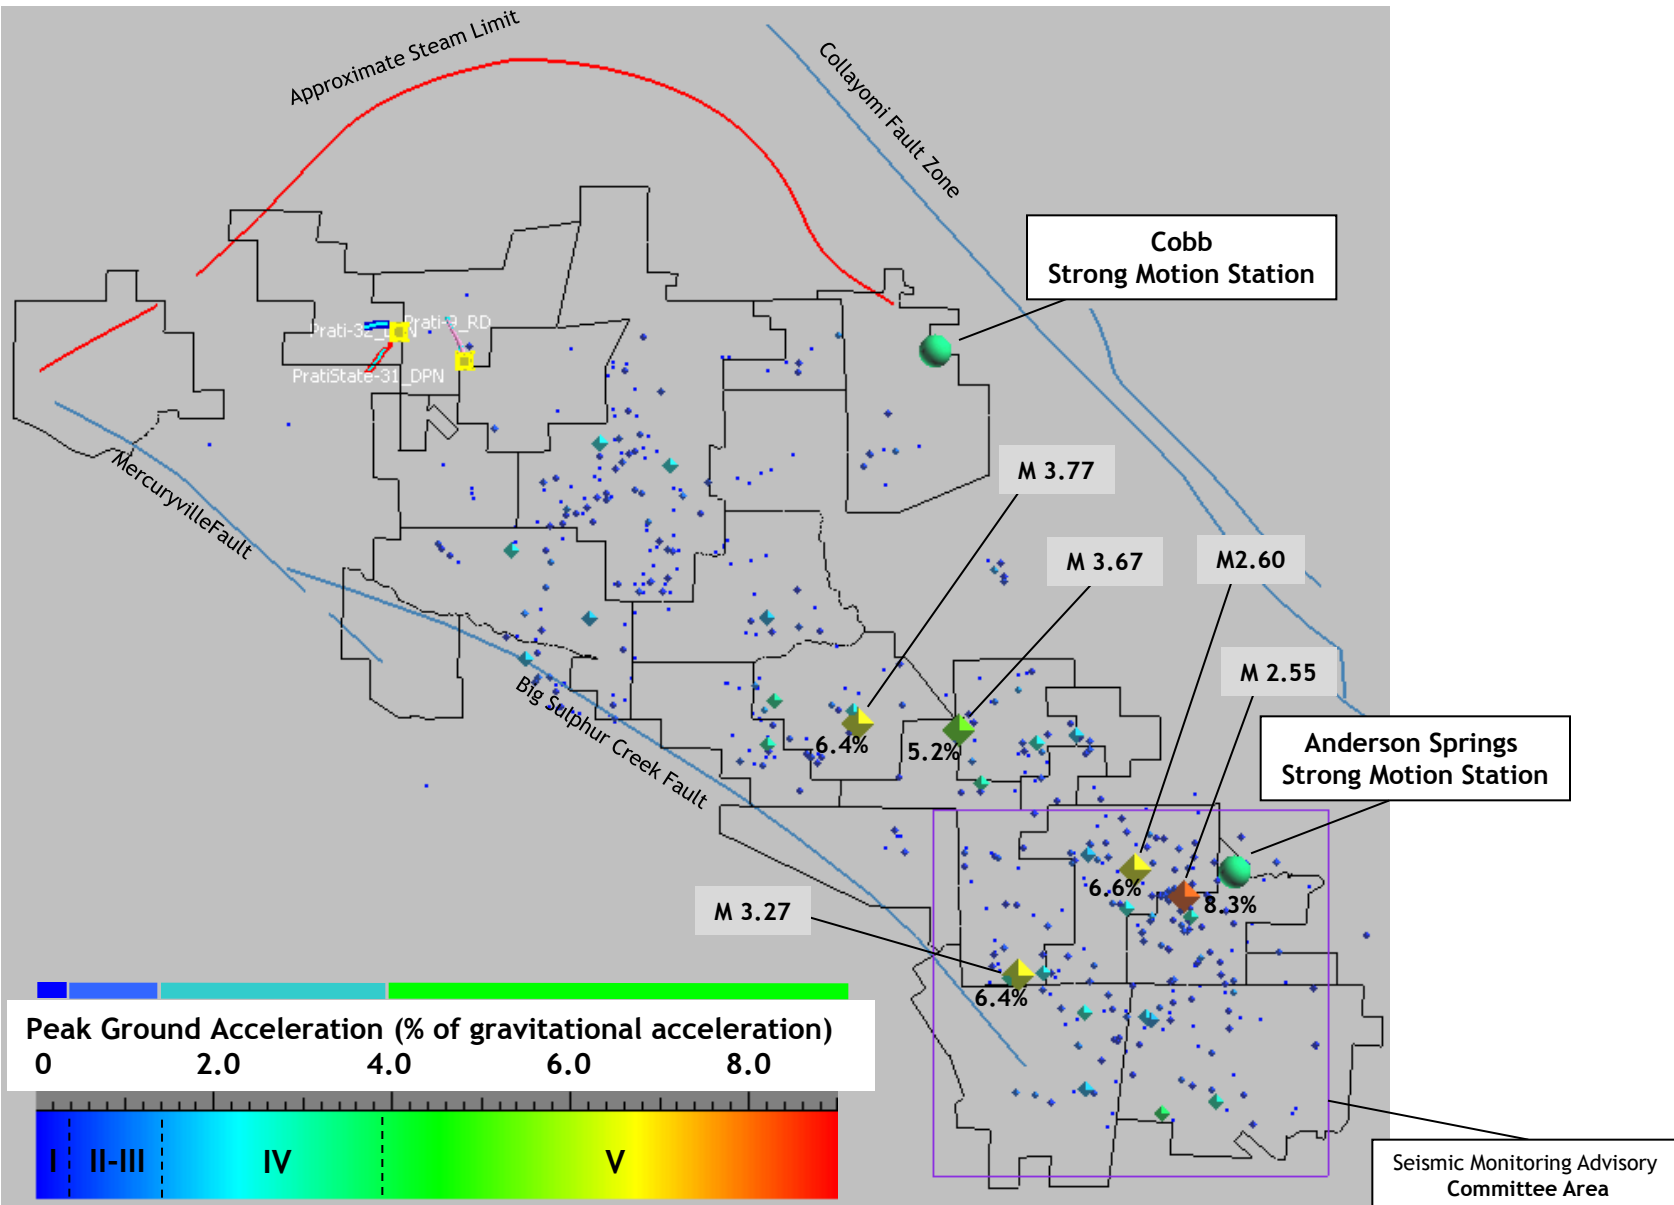 Approximate Steam Limit
Collayomi Fault Zone
Cobb
Strong Motion Station
Prati-9_RD
PratiState-31_DPN
MercuryvilleFault
M 3.77
M 3.67
M2.60
M 2.55
Big Sulphur Creek Fault
6.4%
5.2%
Anderson Springs
Strong Motion Station
6.6%
8.3%
M 3.27
6.4%
Peak Ground Acceleration (% of gravitational acceleration)
0 2.0 4.0 6.0 8.0
I II-III IV V
Seismic Monitoring Advisory
Committee Area